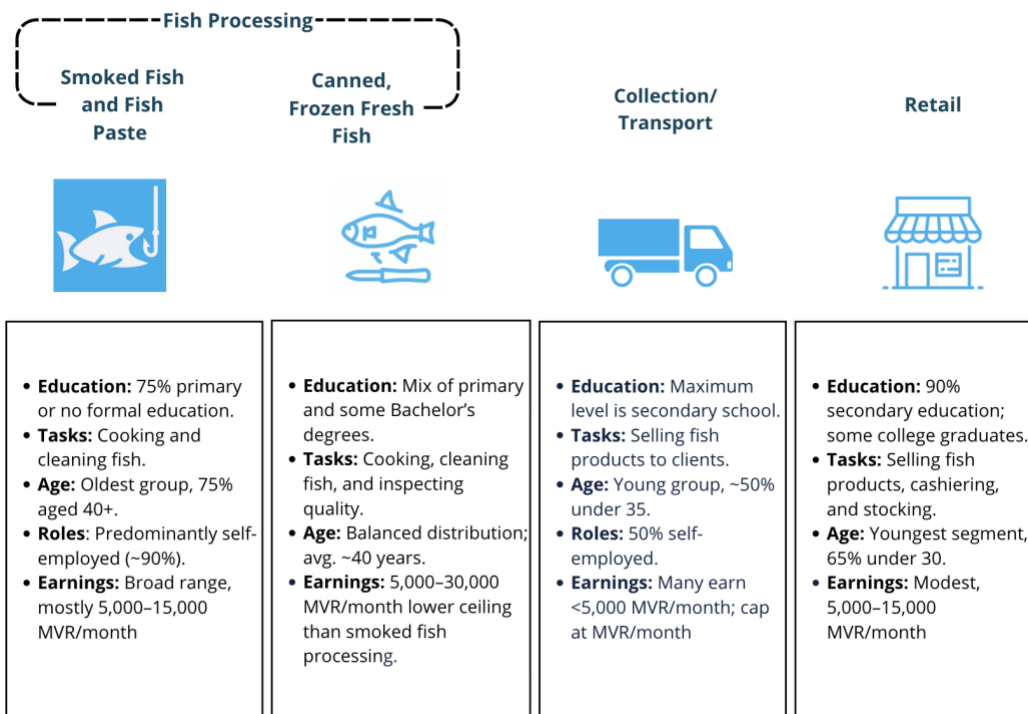 Fish Processing
Smoked Fish
and Fish
Paste
Canned,
Frozen Fresh
Fish
Collection/
Transport
Retail
• Education: 75% primary
or no formal education.
• Tasks: Cooking and
cleaning fish.
• Age: Oldest group, 75%
aged 40+.
• Roles: Predominantly self-
employed (~90%).
• Earnings: Broad range,
mostly 5,000–15,000
MVR/month
• Education: Mix of primary
and some Bachelor's
degrees.
• Tasks: Cooking, cleaning
fish, and inspecting
quality.
• Age: Balanced distribution;
avg. ~40 years.
• Earnings: 5,000–30,000
MVR/month lower ceiling
than smoked fish
processing.
• Education: Maximum
level is secondary school.
• Tasks: Selling fish
products to clients.
• Age: Young group, ~50%
under 35.
• Roles: 50% self-
employed.
• Earnings: Many earn
<5,000 MVR/month; cap
at MVR/month
• Education: 90%
secondary education;
some college graduates.
• Tasks: Selling fish
products, cashiering,
and stocking.
• Age: Youngest segment,
65% under 30.
• Earnings: Modest,
5,000–15,000
MVR/month